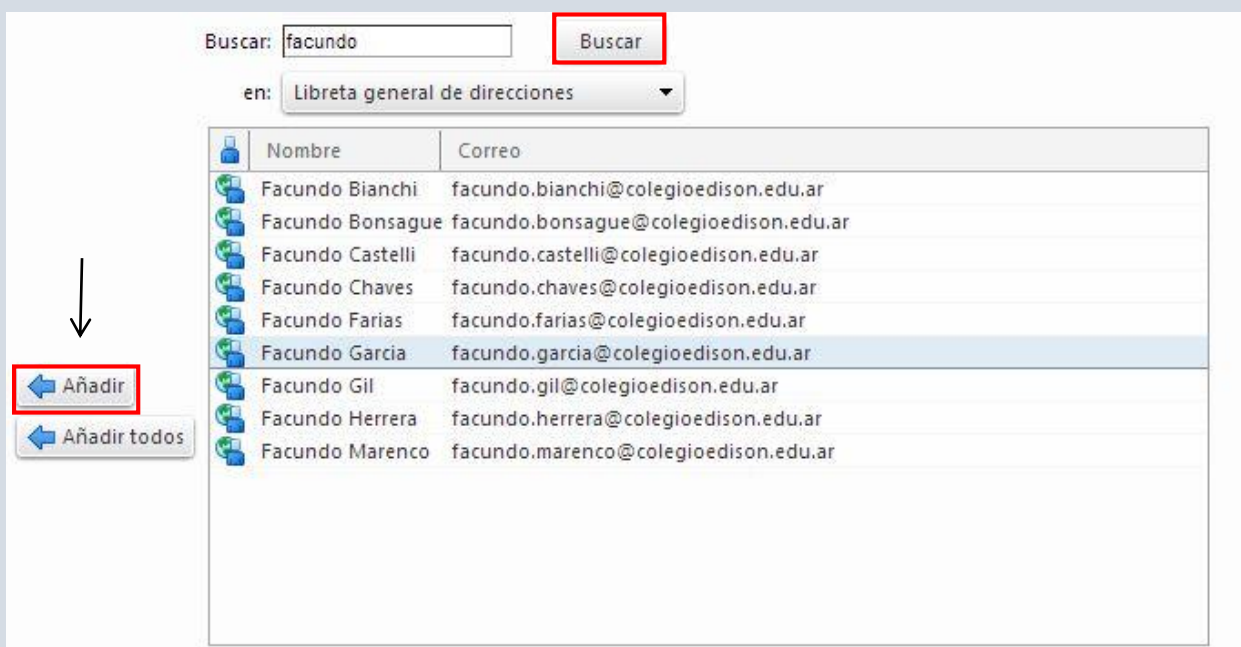 Buscar: facundo Buscar
en: Libreta general de direcciones
Nombre Correo
Facundo Bianchi facundo.bianchi@colegioedison.edu.ar
Facundo Bonsague facundo.bonsague@colegioedison.edu.ar
Facundo Castelli facundo.castelli@colegioedison.edu.ar
Facundo Chaves facundo.chaves@colegioedison.edu.ar
Facundo Farias facundo.farias@colegioedison.edu.ar
Facundo Garcia facundo.garcia@colegioedison.edu.ar
Añadir Facundo Gil facundo.gil@colegioedison.edu.ar
Facundo Herrera facundo.herrera@colegioedison.edu.ar
Añadir todos Facundo Marenco facundo.marenco@colegioedison.edu.ar